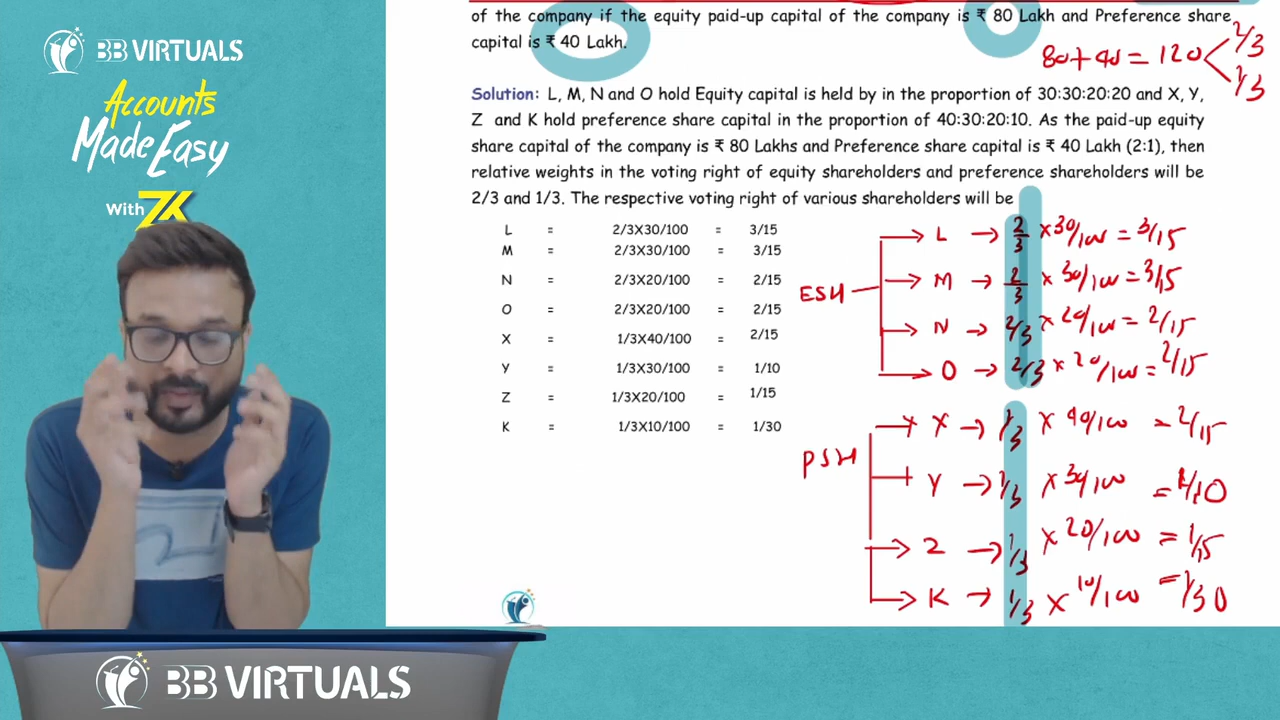 BB VIRTUALS
Accounts
Made Easy
With ZK
of the company if the equity paid-up capital of the company is ₹ 80 Lakh and Preference share
capital is ₹ 40 Lakh.
80+40=120 < 2/3
1/3
Solution: L, M, N and O hold Equity capital is held by in the proportion of 30:30:20:20 and X, Y,
Z and K hold preference share capital in the proportion of 40:30:20:10. As the paid-up equity
share capital of the company is ₹ 80 Lakhs and Preference share capital is ₹ 40 Lakh (2:1), then
relative weights in the voting right of equity shareholders and preference shareholders will be
2/3 and 1/3. The respective voting right of various shareholders will be
L = 2/3X30/100 = 3/15
M = 2/3X30/100 = 3/15
N = 2/3X20/100 = 2/15
O = 2/3X20/100 = 2/15
X = 1/3X40/100 = 2/15
Y = 1/3X30/100 = 1/10
Z = 1/3X20/100 = 1/15
K = 1/3X10/100 = 1/30
ESH
L → 2/3 × 30/100 = 3/15
M → 2/3 × 30/100 = 3/15
N → 2/3 × 20/100 = 2/15
O → 2/3 × 20/100 = 2/15
PSH
X → 1/3 × 40/100 = 2/15
Y → 1/3 × 30/100 = 1/10
Z → 1/3 × 20/100 = 1/15
K → 1/3 × 10/100 = 1/30
BB VIRTUALS